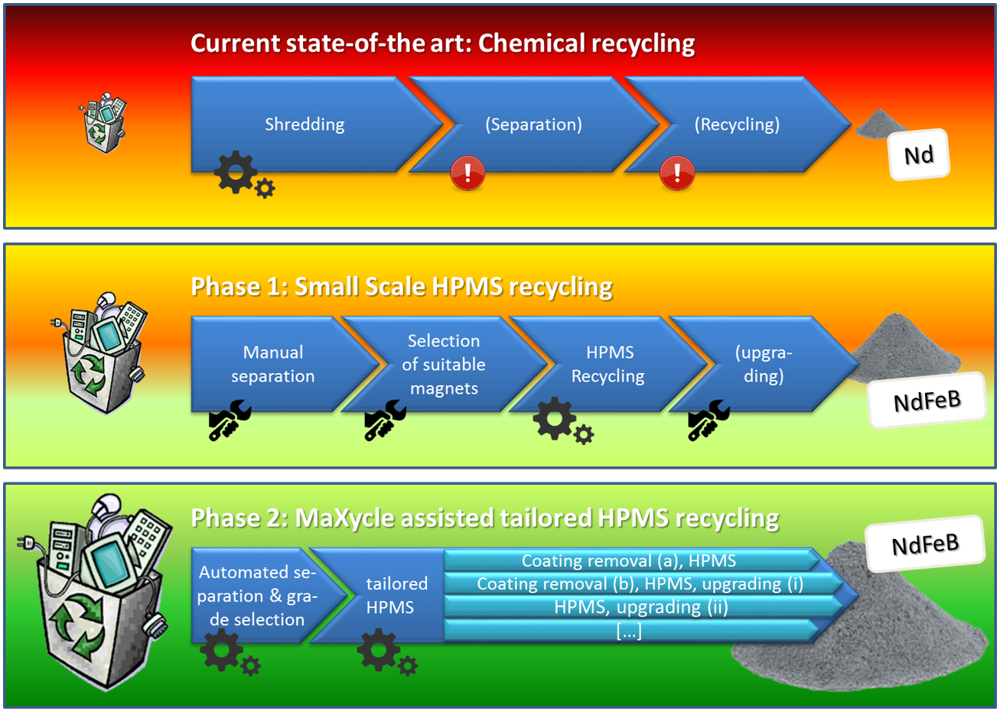 Current state-of-the art: Chemical recycling
Shredding
(Separation)
(Recycling)
!
!
Nd
Phase 1: Small Scale HPMS recycling
Manual
separation
Selection
of suitable
magnets
HPMS
Recycling
(upgra-
ding)
NdFeB
Phase 2: MaXycle assisted tailored HPMS recycling
NdFeB
Automated se-
paration & gra-
de selection
tailored
HPMS
Coating removal (a), HPMS
Coating removal (b), HPMS, upgrading (i)
HPMS, upgrading (ii)
[...]